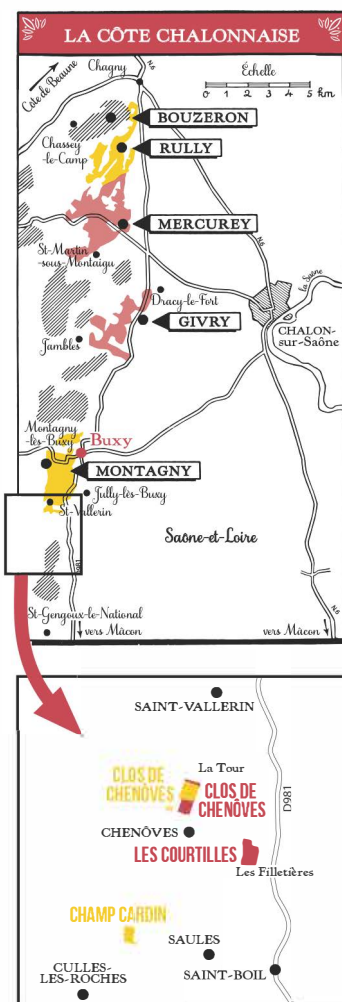 LA CÔTE CHALONNAISE
Côte de Beaune
Chagny
N6
Échelle
0 1 2 3 4 5 km
BOUZERON
Chassey
-le-Camp
RULLY
MERCUREY
N6
la Saône
St-Martin
-sous-Montaigu
Dracy-le-Fort
GIVRY
CHALON
-sur-Saône
Jambles
Montagny
-lès-Buxy
Buxy
MONTAGNY
Jully-lès-Buxy
St-Vallerin
Saône-et-Loire
D981
St-Gengoux-le-National
vers Mâcon
vers Mâcon
N6
SAINT-VALLERIN
La Tour
CLOS DE
CHENÔVES
CLOS DE
CHENÔVES
D981
CHENÔVES
LES COURTILLES
Les Filletières
CHAMP CARDIN
SAULES
SAINT-BOIL
CULLES-
LES-ROCHES